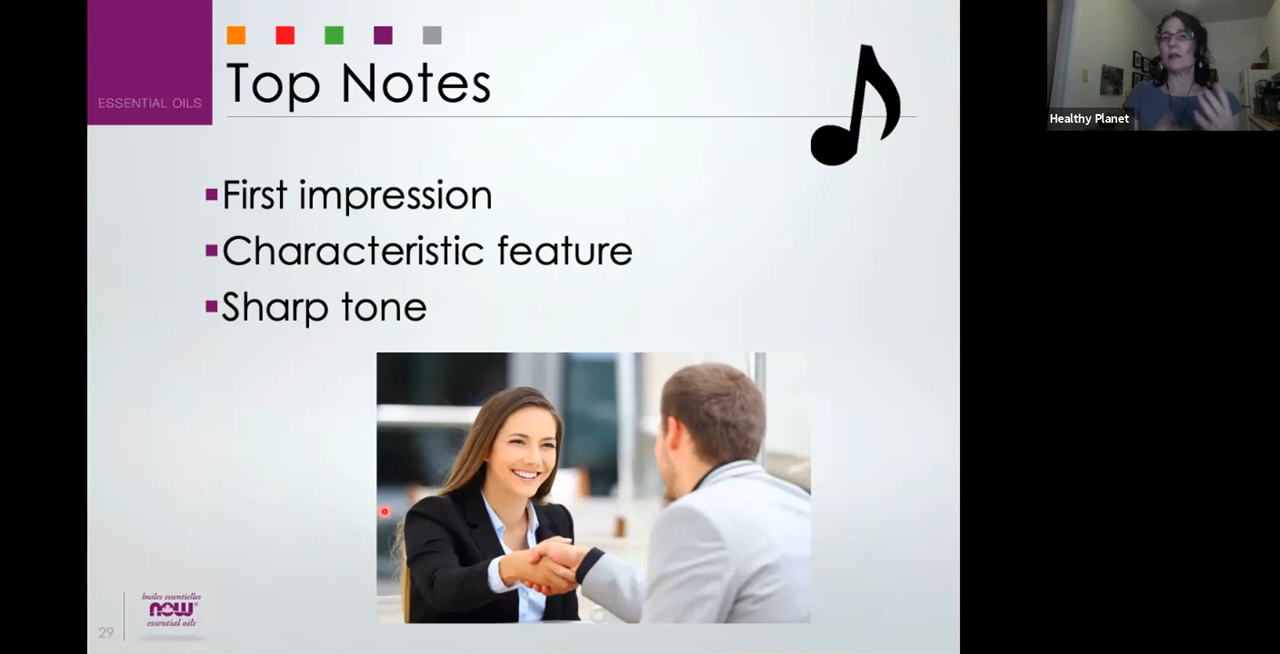 ESSENTIAL OILS
Top Notes
First impression
Characteristic feature
Sharp tone
29
huiles essentielles
now®
essential oils
Healthy Planet